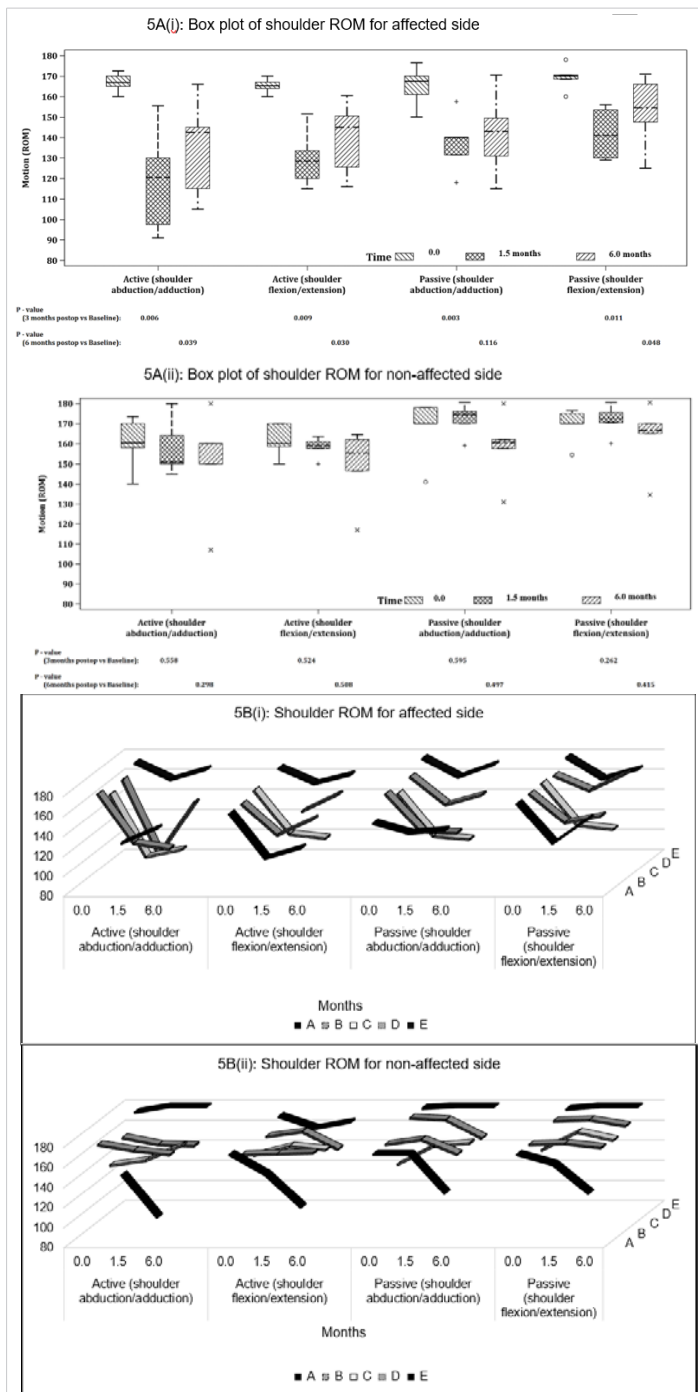 5A(i): Box plot of shoulder ROM for affected side
180
170
160
150
140
130
120
110
100
90
80
Motion (ROM)
Time 0.0 1.5 months 6.0 months
Active (shoulder abduction/adduction)
Active (shoulder flexion/extension)
Passive (shoulder abduction/adduction)
Passive (shoulder flexion/extension)
P - value
(3 months postop vs Baseline): 0.006 0.009 0.003 0.011
P - value
(6 months postop vs Baseline): 0.039 0.030 0.116 0.048
5A(ii): Box plot of shoulder ROM for non-affected side
180
170
160
150
140
130
120
110
100
90
80
Motion (ROM)
Time 0.0 1.5 months 6.0 months
Active (shoulder abduction/adduction)
Active (shoulder flexion/extension)
Passive (shoulder abduction/adduction)
Passive (shoulder flexion/extension)
P - value
(3months postop vs Baseline): 0.550 0.524 0.595 0.262
P - value
(6months postop vs Baseline): 0.290 0.500 0.497 0.415
5B(i): Shoulder ROM for affected side
180
160
140
120
100
80
A B C D E
0.0 1.5 6.0 0.0 1.5 6.0 0.0 1.5 6.0 0.0 1.5 6.0
Active (shoulder abduction/adduction)
Active (shoulder flexion/extension)
Passive (shoulder abduction/adduction)
Passive (shoulder flexion/extension)
Months
A B C D E
5B(ii): Shoulder ROM for non-affected side
180
160
140
120
100
80
A B C D E
0.0 1.5 6.0 0.0 1.5 6.0 0.0 1.5 6.0 0.0 1.5 6.0
Active (shoulder abduction/adduction)
Active (shoulder flexion/extension)
Passive (shoulder abduction/adduction)
Passive (shoulder flexion/extension)
Months
A B C D E